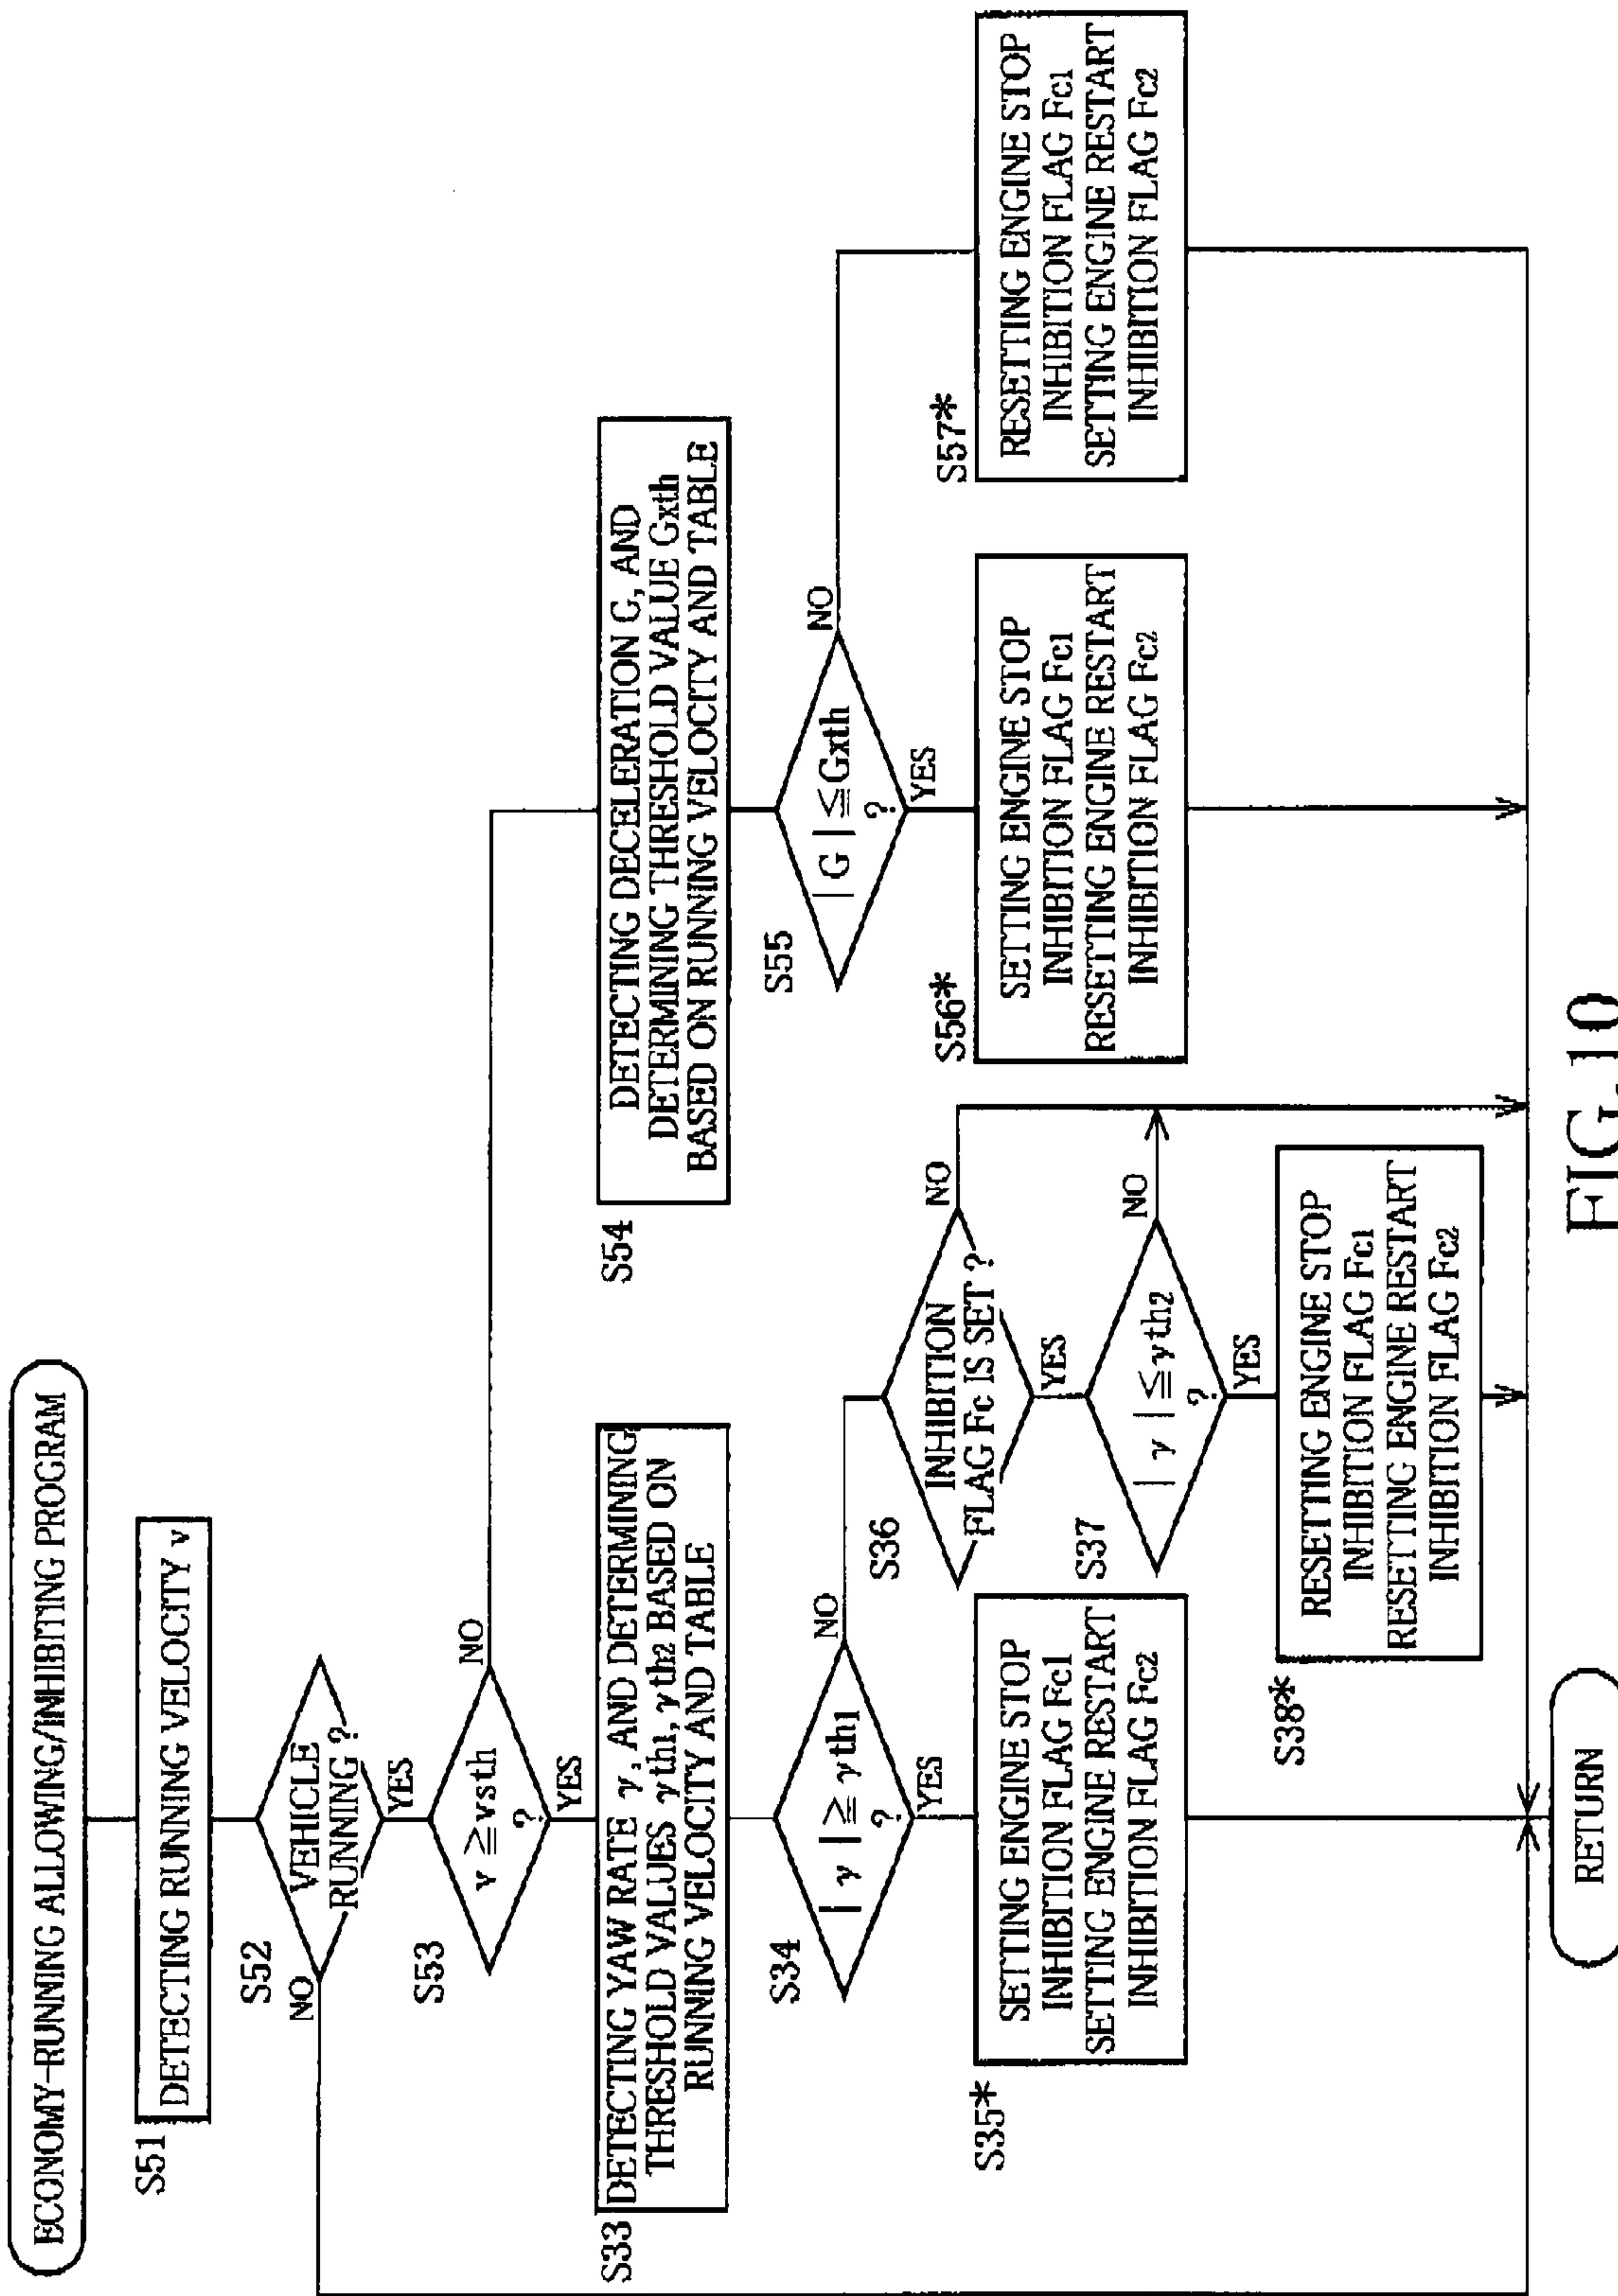 ECONOMY-RUNNING ALLOWING/INHIBITING PROGRAM
S51
DETECTING RUNNING VELOCITY v
S52
VEHICLE
RUNNING ?
NO
YES
S53
v ≧ vsth
?
NO
YES
S33
DETECTING YAW RATE γ, AND DETERMINING
THRESHOLD VALUES γth1, γth2 BASED ON
RUNNING VELOCITY AND TABLE
S34
| γ | ≧ γth1
?
NO
YES
S35*
SETTING ENGINE STOP
INHIBITION FLAG Fc1
SETTING ENGINE RESTART
INHIBITION FLAG Fc2
S36
INHIBITION
FLAG Fc IS SET ?
NO
YES
S37
| γ | ≦ γth2
?
NO
YES
S38*
RESETTING ENGINE STOP
INHIBITION FLAG Fc1
RESETTING ENGINE RESTART
INHIBITION FLAG Fc2
S54
DETECTING DECELERATION G, AND
DETERMINING THRESHOLD VALUE Gxth
BASED ON RUNNING VELOCITY AND TABLE
S55
| G | ≦ Gxth
?
NO
YES
S56*
SETTING ENGINE STOP
INHIBITION FLAG Fc1
RESETTING ENGINE RESTART
INHIBITION FLAG Fc2
S57*
RESETTING ENGINE STOP
INHIBITION FLAG Fc1
SETTING ENGINE RESTART
INHIBITION FLAG Fc2
RETURN
FIG.10